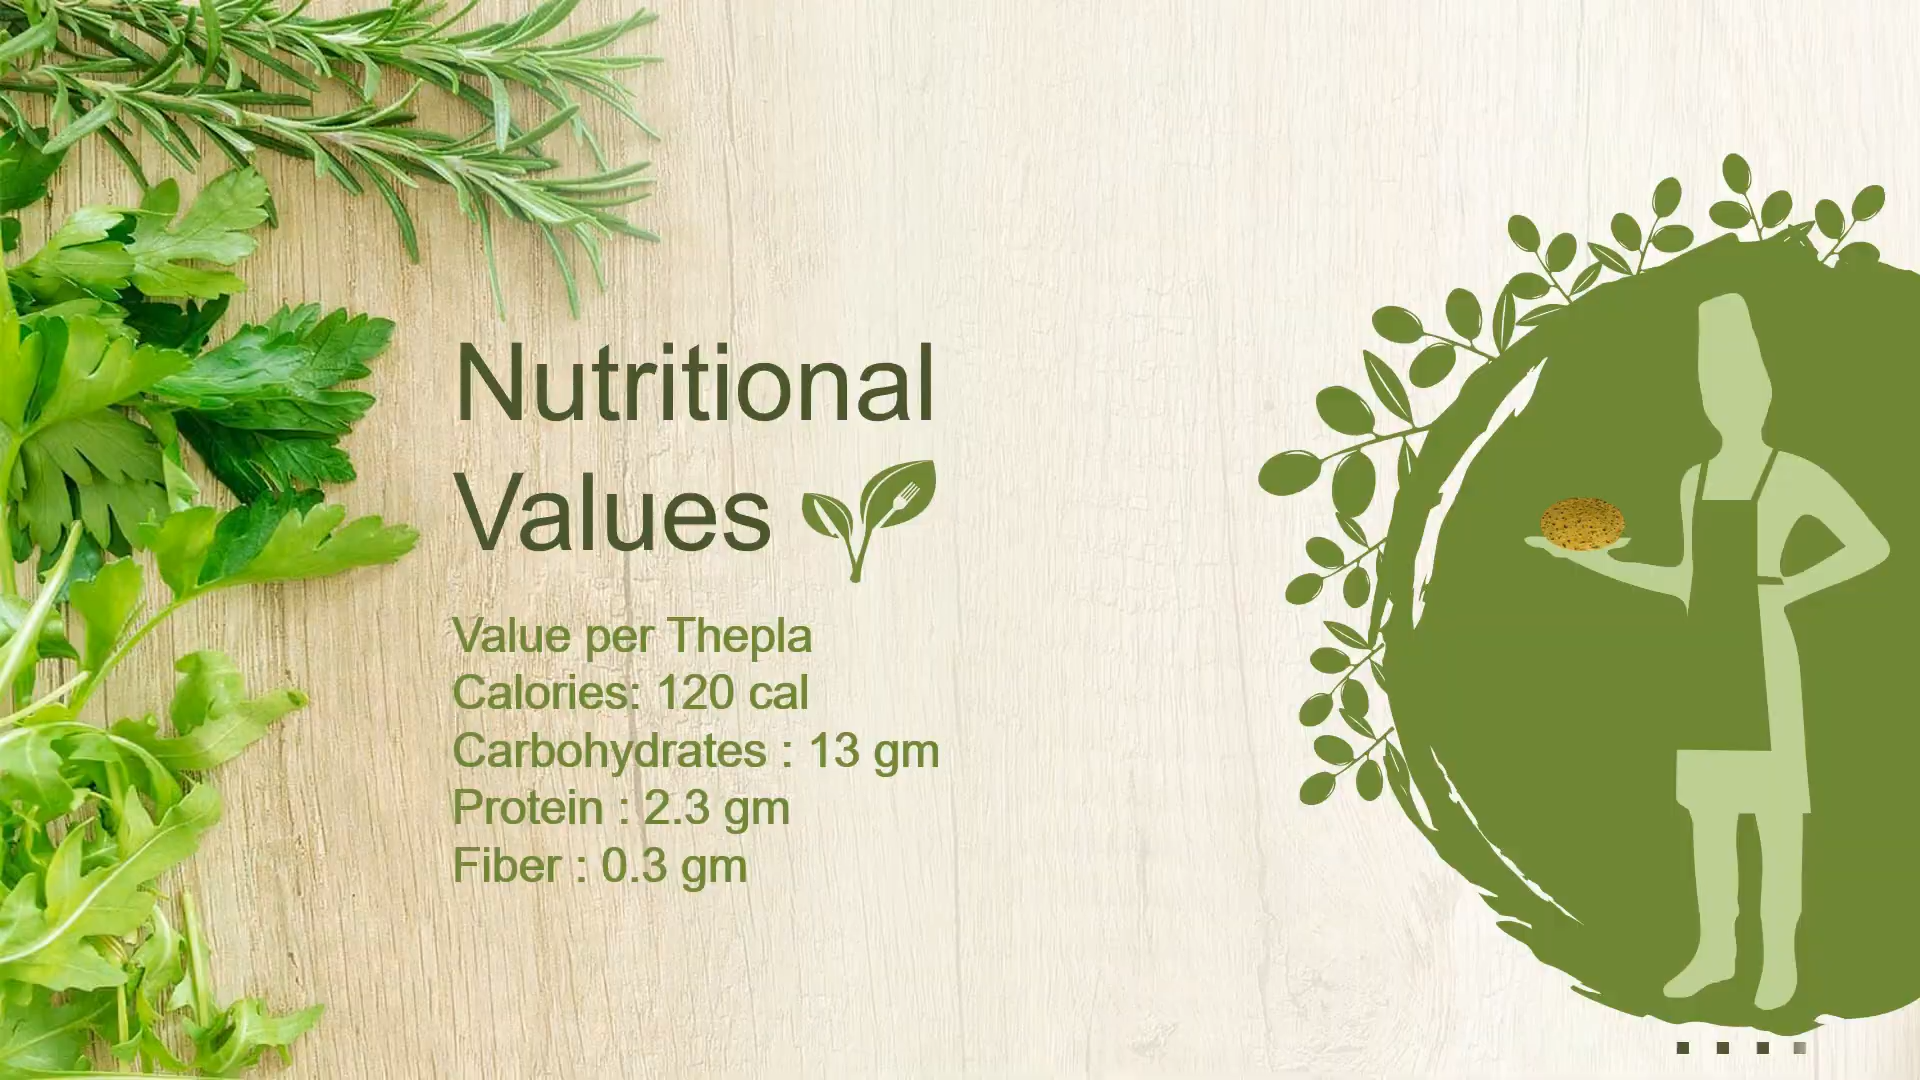 Nutritional
Values
Value per Thepla
Calories: 120 cal
Carbohydrates : 13 gm
Protein : 2.3 gm
Fiber : 0.3 gm